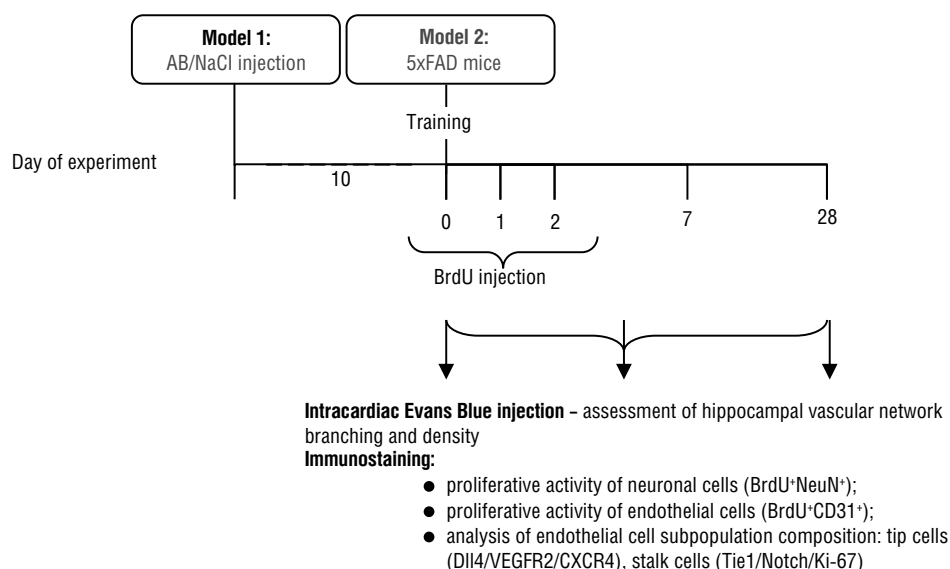 Model 1:
AB/NaCl injection
Model 2:
5xFAD mice
Training
Day of experiment
10
0
1
2
7
28
BrdU injection
Intracardiac Evans Blue injection – assessment of hippocampal vascular network
branching and density
Immunostaining:
● proliferative activity of neuronal cells (BrdU⁺NeuN⁺);
● proliferative activity of endothelial cells (BrdU⁺CD31⁺);
● analysis of endothelial cell subpopulation composition: tip cells
(Dll4/VEGFR2/CXCR4), stalk cells (Tie1/Notch/Ki-67)